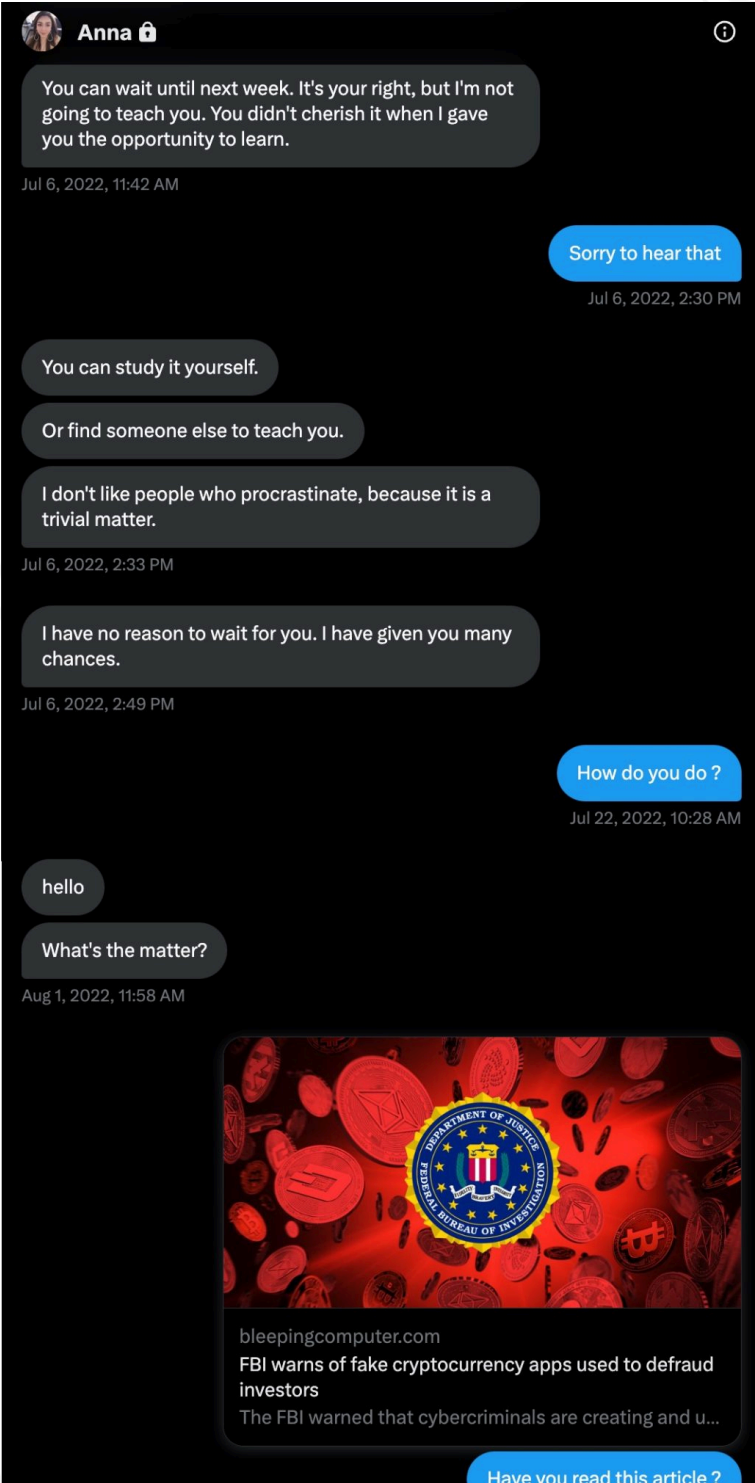 Anna
You can wait until next week. It's your right, but I'm not
going to teach you. You didn't cherish it when I gave
you the opportunity to learn.
Jul 6, 2022, 11:42 AM
Sorry to hear that
Jul 6, 2022, 2:30 PM
You can study it yourself.
Or find someone else to teach you.
I don't like people who procrastinate, because it is a
trivial matter.
Jul 6, 2022, 2:33 PM
I have no reason to wait for you. I have given you many
chances.
Jul 6, 2022, 2:49 PM
How do you do ?
Jul 22, 2022, 10:28 AM
hello
What's the matter?
Aug 1, 2022, 11:58 AM
DEPARTMENT OF JUSTICE
FEDERAL BUREAU OF INVESTIGATION
bleepingcomputer.com
FBI warns of fake cryptocurrency apps used to defraud
investors
The FBI warned that cybercriminals are creating and u...
Have you read this article ?